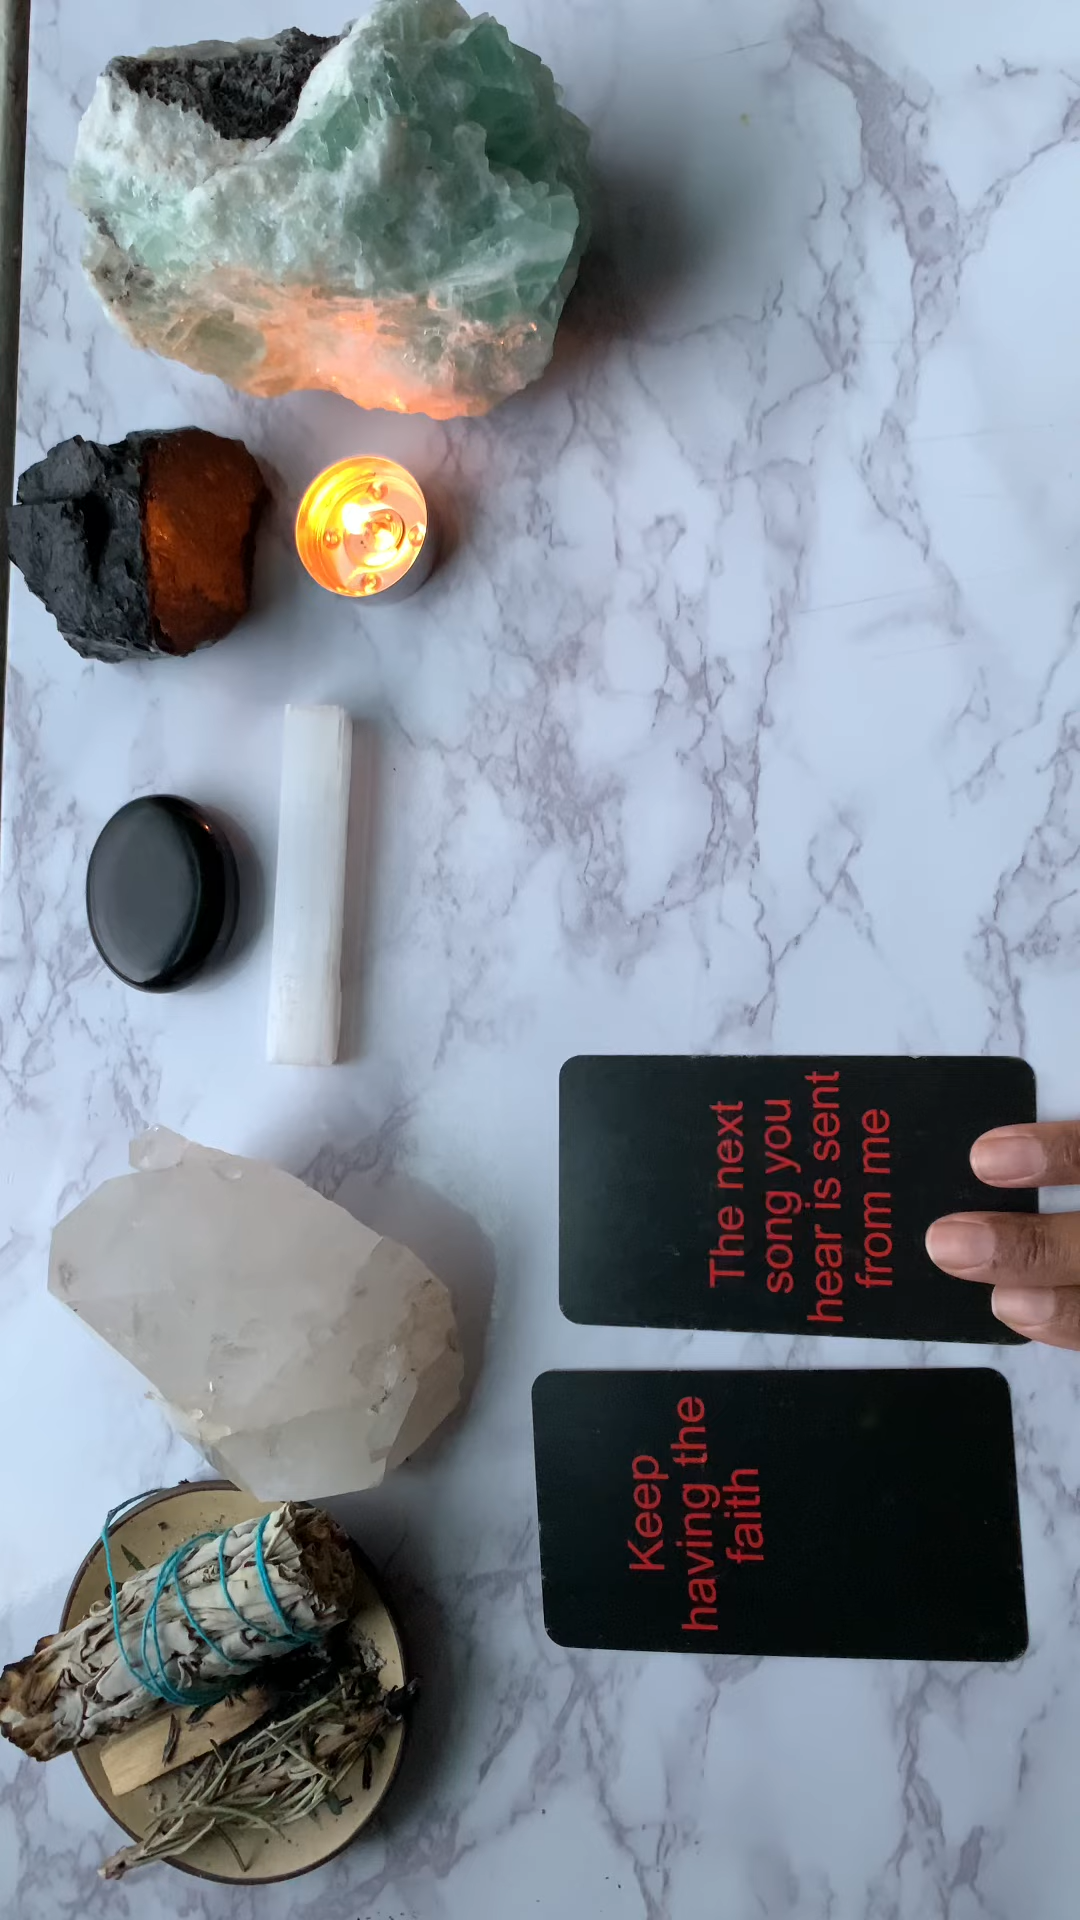 Keep
having the
faith
The next
song you
hear is sent
from me